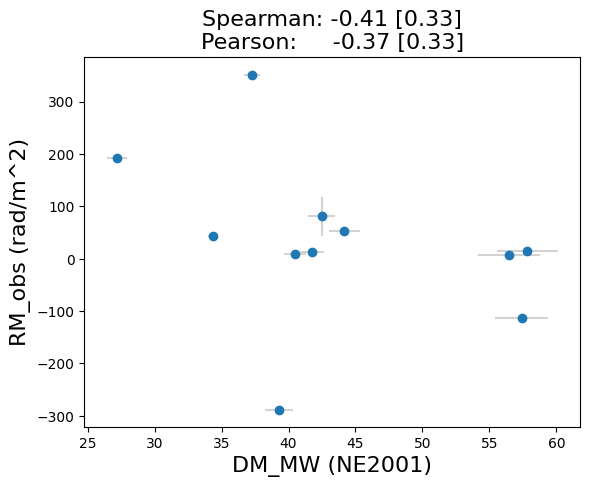 Spearman: -0.41 [0.33]
Pearson: -0.37 [0.33]
RM_obs (rad/m^2)
300
200
100
0
−100
−200
−300
25 30 35 40 45 50 55 60
DM_MW (NE2001)